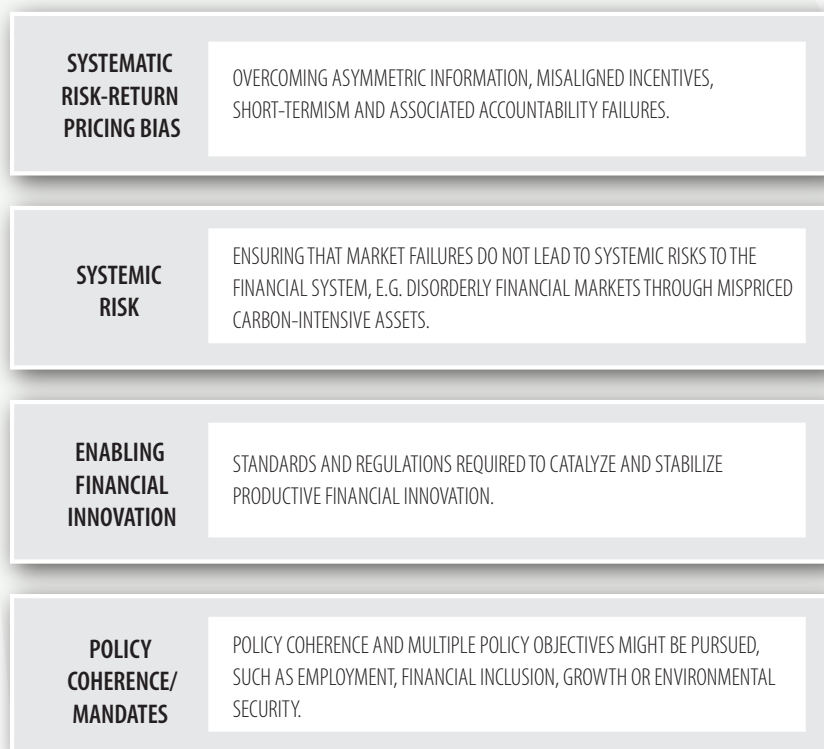 SYSTEMATIC
RISK-RETURN
PRICING BIAS
OVERCOMING ASYMMETRIC INFORMATION, MISALIGNED INCENTIVES,
SHORT-TERMISM AND ASSOCIATED ACCOUNTABILITY FAILURES.
SYSTEMIC
RISK
ENSURING THAT MARKET FAILURES DO NOT LEAD TO SYSTEMIC RISKS TO THE
FINANCIAL SYSTEM, E.G. DISORDERLY FINANCIAL MARKETS THROUGH MISPRICED
CARBON-INTENSIVE ASSETS.
ENABLING
FINANCIAL
INNOVATION
STANDARDS AND REGULATIONS REQUIRED TO CATALYZE AND STABILIZE
PRODUCTIVE FINANCIAL INNOVATION.
POLICY
COHERENCE/
MANDATES
POLICY COHERENCE AND MULTIPLE POLICY OBJECTIVES MIGHT BE PURSUED,
SUCH AS EMPLOYMENT, FINANCIAL INCLUSION, GROWTH OR ENVIRONMENTAL
SECURITY.